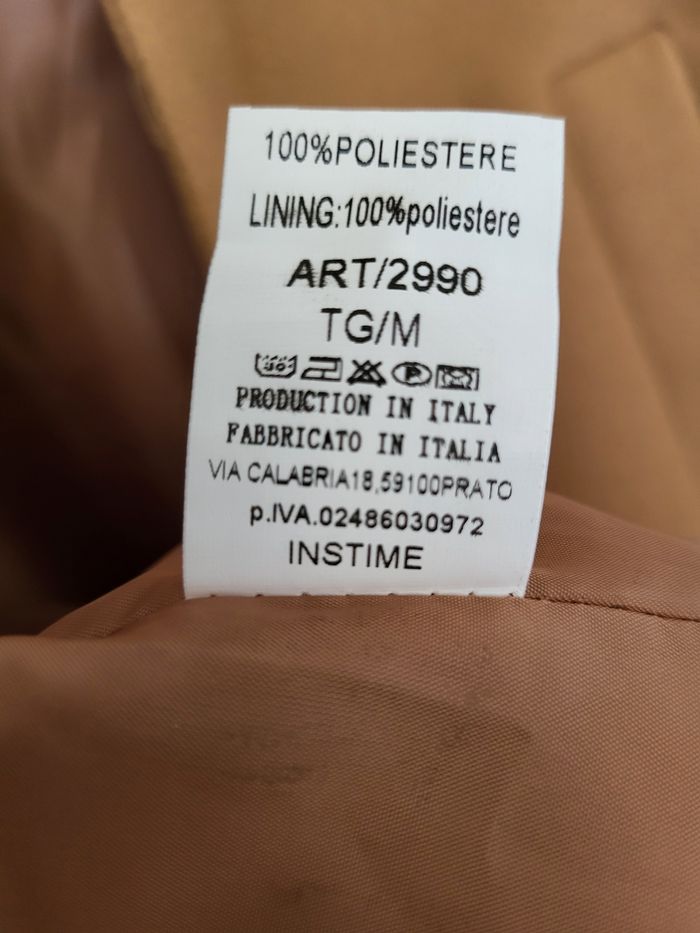 100%POLIESTERE
LINING:100%poliestere
ART/2990
TG/M
PRODUCTION IN ITALY
FABBRICATO IN ITALIA
VIA CALABRIA18,59100PRATO
p.IVA.02486030972
INSTIME